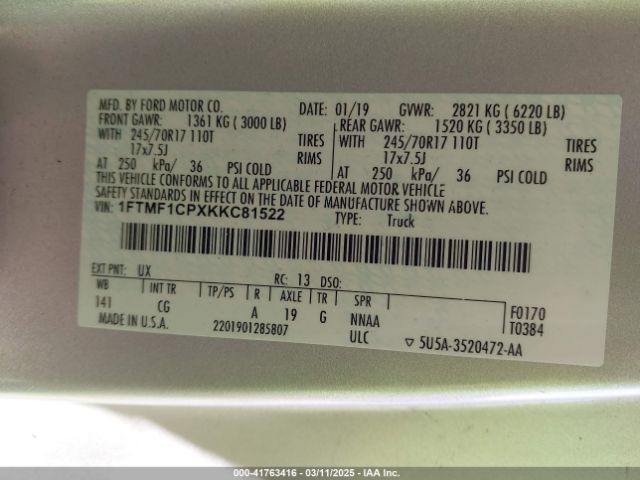 MFD. BY FORD MOTOR CO. DATE: 01/19 GVWR: 2821 KG ( 6220 LB)
FRONT GAWR: 1361 KG ( 3000 LB) REAR GAWR: 1520 KG ( 3350 LB)
WITH 245/70R17 110T TIRES WITH 245/70R17 110T TIRES
17x7.5J RIMS 17x7.5J RIMS
AT 250 kPa/ 36 PSI COLD AT 250 kPa/ 36 PSI COLD
THIS VEHICLE CONFORMS TO ALL APPLICABLE FEDERAL MOTOR VEHICLE
SAFETY STANDARDS IN EFFECT ON THE DATE OF MANUFACTURE SHOWN ABOVE.
VIN: 1FTMF1CPXKKC81522 TYPE: Truck
EXT PNT: UX RC: 13 DSO:
WB INT TR TP/PS R AXLE TR SPR
141 CG A 19 G NNAA F0170
MADE IN U.S.A. 2201901285807 ULC T0384
▽ 5U5A-3520472-AA
000-41763416 - 03/11/2025 - IAAI.com